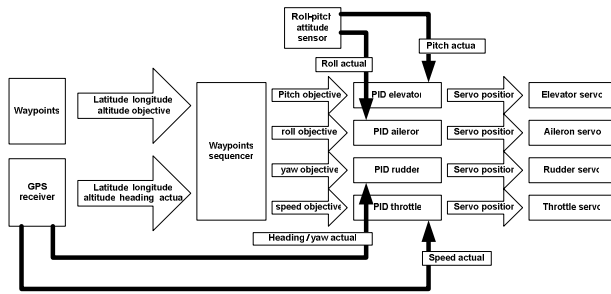 Roll-pitch
attitude
sensor
Pitch actua
Roll actual
Waypoints
Latitude longitude
altitude objective
Waypoints
sequencer
Pitch objective
PID elevator
Servo position
Elevator servo
roll objective
PID aileron
Servo position
Aileron servo
yaw objective
PID rudder
Servo position
Rudder servo
speed objective
PID throttle
Servo position
Throttle servo
GPS
receiver
Latitude longitude
altitude heading actua
Heading/yaw actual
Speed actual